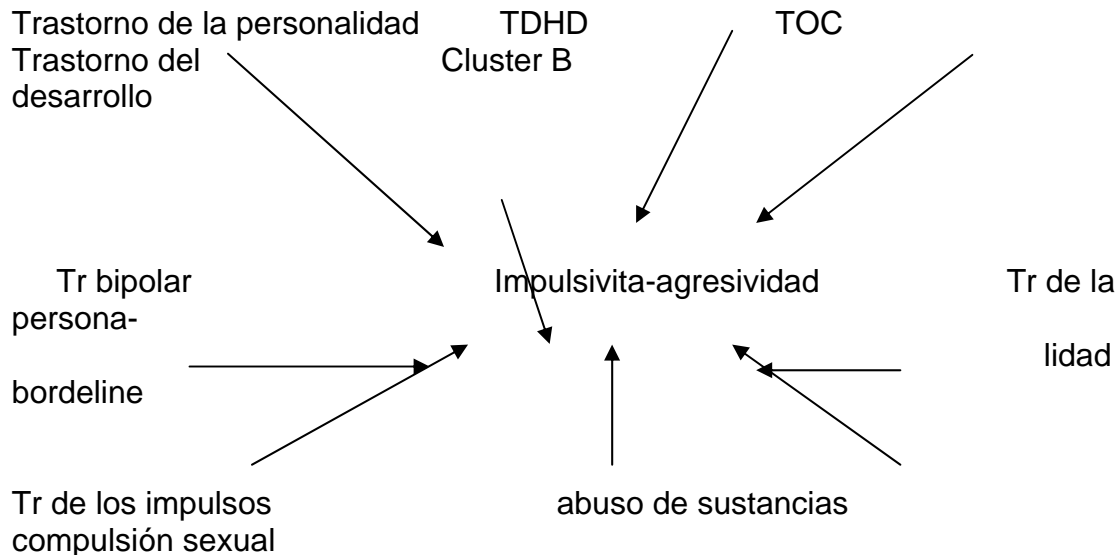 Trastorno de la personalidad TDHD TOC
Trastorno del Cluster B
desarrollo
Tr bipolar Impulsivita-agresividad Tr de la
persona-
lidad
bordeline
Tr de los impulsos abuso de sustancias
compulsión sexual